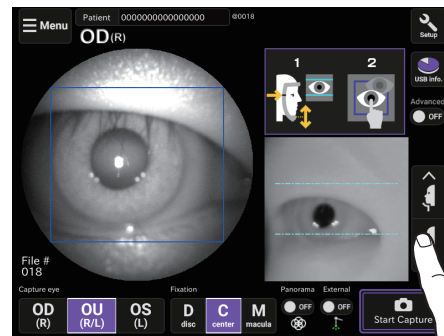 Menu
Patient 0000000000000000 @0018
OD(R)
Setup
USB info.
Advanced
OFF
1 2
File #
018
Capture eye
OD
(R)
OU
(R/L)
OS
(L)
Fixation
D
disc
C
center
M
macula
Panorama
OFF
External
OFF
Start Capture